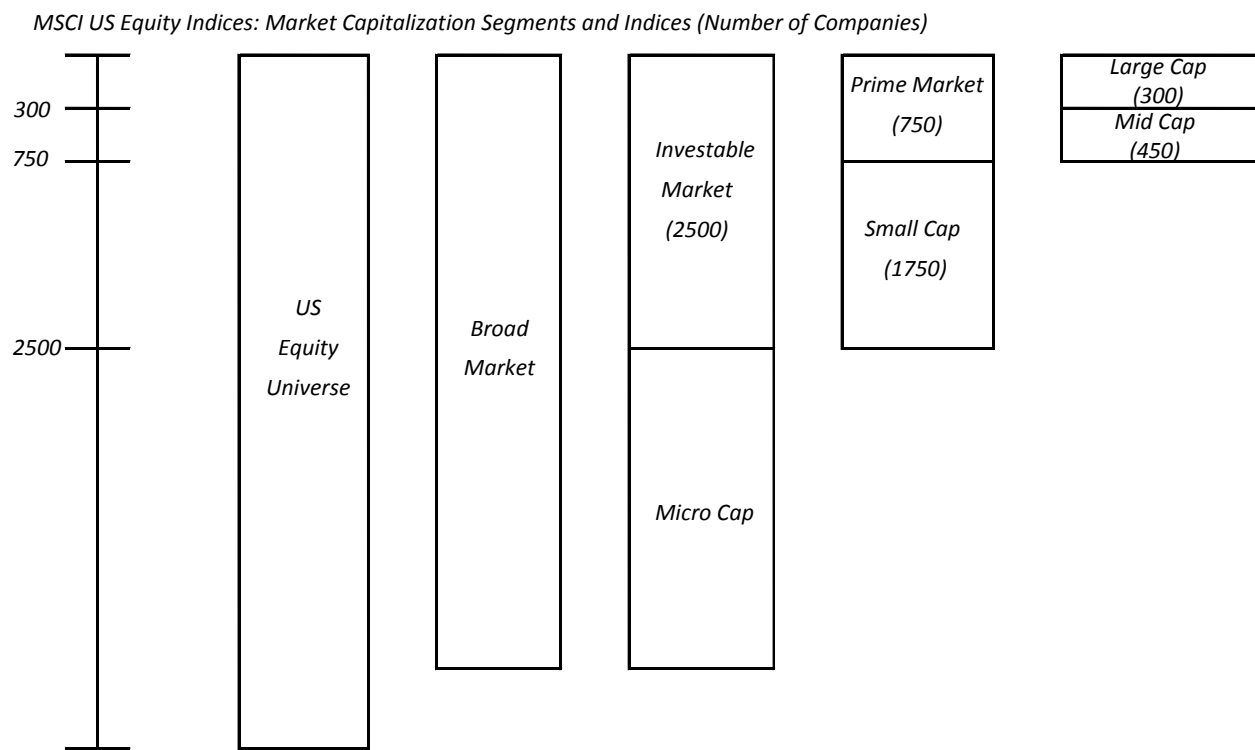 MSCI US Equity Indices: Market Capitalization Segments and Indices (Number of Companies)
300
750
2500
US
Equity
Universe
Broad
Market
Investable
Market
(2500)
Micro Cap
Prime Market
(750)
Small Cap
(1750)
Large Cap
(300)
Mid Cap
(450)